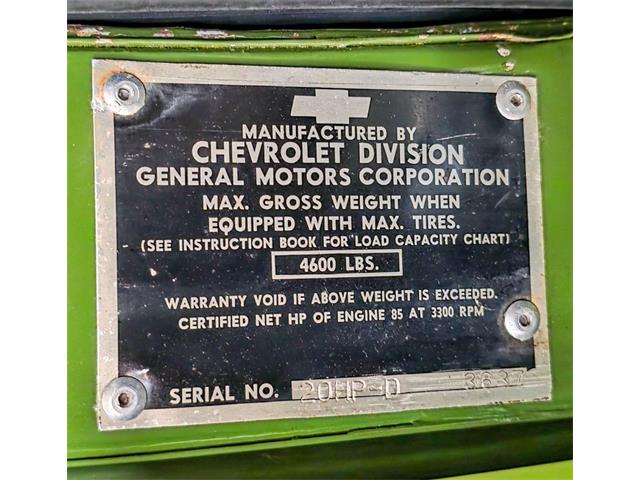 MANUFACTURED BY
CHEVROLET DIVISION
GENERAL MOTORS CORPORATION
MAX. GROSS WEIGHT WHEN
EQUIPPED WITH MAX. TIRES.
(SEE INSTRUCTION BOOK FOR LOAD CAPACITY CHART)
4600 LBS.
WARRANTY VOID IF ABOVE WEIGHT IS EXCEEDED.
CERTIFIED NET HP OF ENGINE 85 AT 3300 RPM
SERIAL NO. 20HP-D 3637